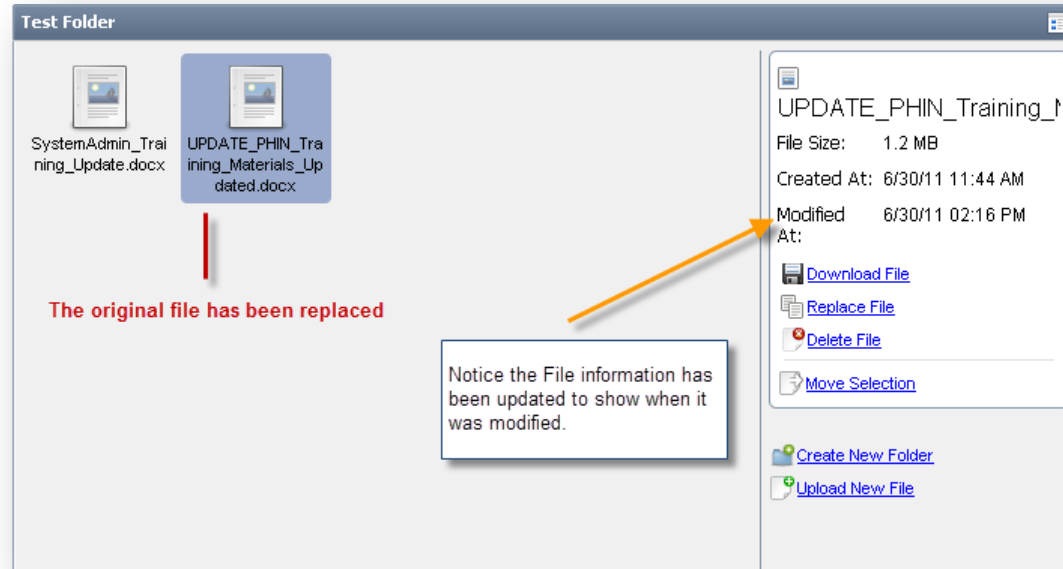 Test Folder
SystemAdmin_Trai
ning_Update.docx
UPDATE_PHIN_Tra
ining_Materials_Up
dated.docx
The original file has been replaced
Notice the File information has
been updated to show when it
was modified.
UPDATE_PHIN_Training_
File Size: 1.2 MB
Created At: 6/30/11 11:44 AM
Modified 6/30/11 02:16 PM
At:
Download File
Replace File
Delete File
Move Selection
Create New Folder
Upload New File